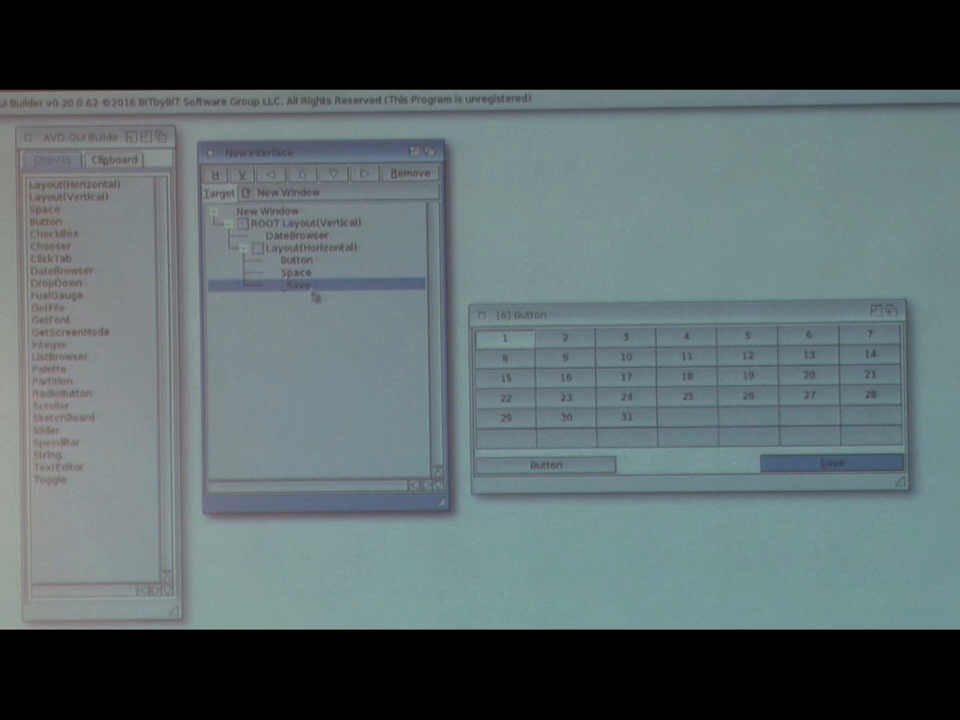 UI Builder v0.20.0.62 ©2016 BITbyBIT Software Group LLC, All Rights Reserved (This Program is unregistered)
AVD-GUI Builde
Objects Clipboard
Layout(Horizontal)
Layout(Vertical)
Space
Button
CheckBox
Chooser
ClickTab
DateBrowser
DropDown
FuelGauge
GetFile
GetFont
GetScreenMode
Integer
ListBrowser
Palette
Partition
RadioButton
Scroller
SketchBoard
Slider
SpeedBar
String
TextEditor
Toggle
New Interface
H V Remove
Target New Window
New Window
ROOT Layout(Vertical)
DateBrowser
Layout(Horizontal)
Button
Space
Save
[6] Button
1 2 3 4 5 6 7
8 9 10 11 12 13 14
15 16 17 18 19 20 21
22 23 24 25 26 27 28
29 30 31
Button Save